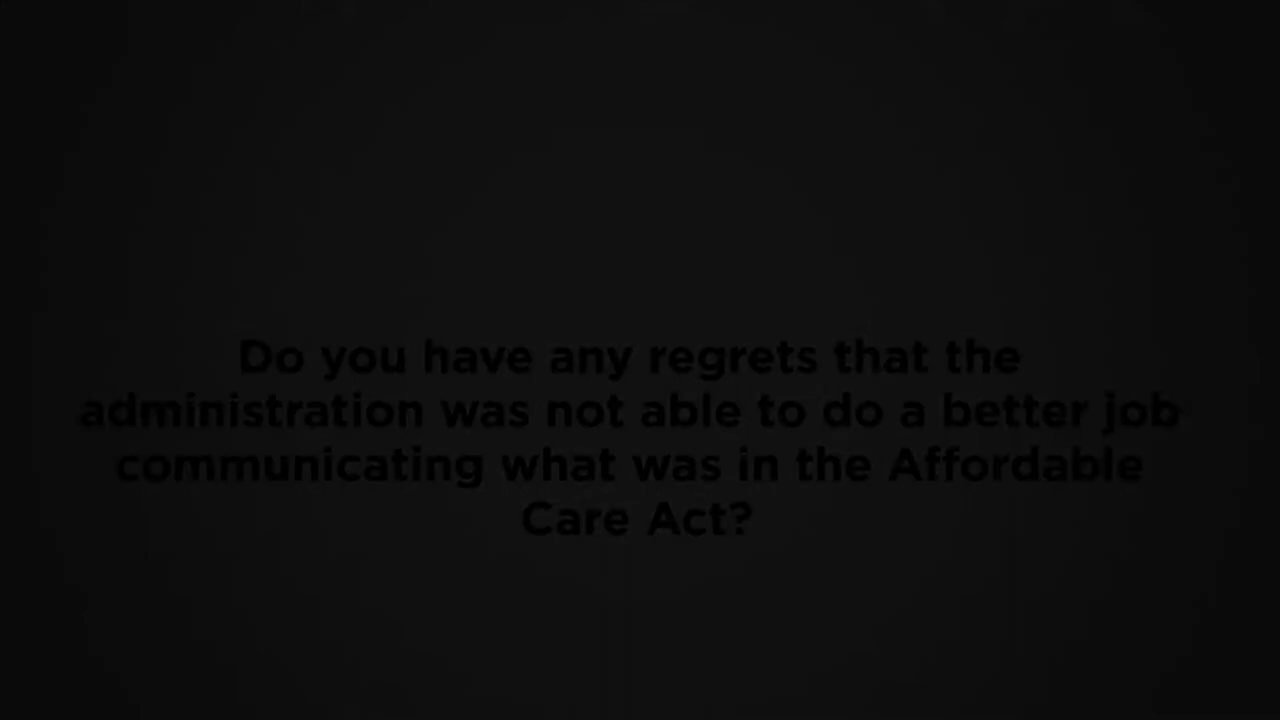 Do you have any regrets that the
administration was not able to do a better job
communicating what was in the Affordable
Care Act?